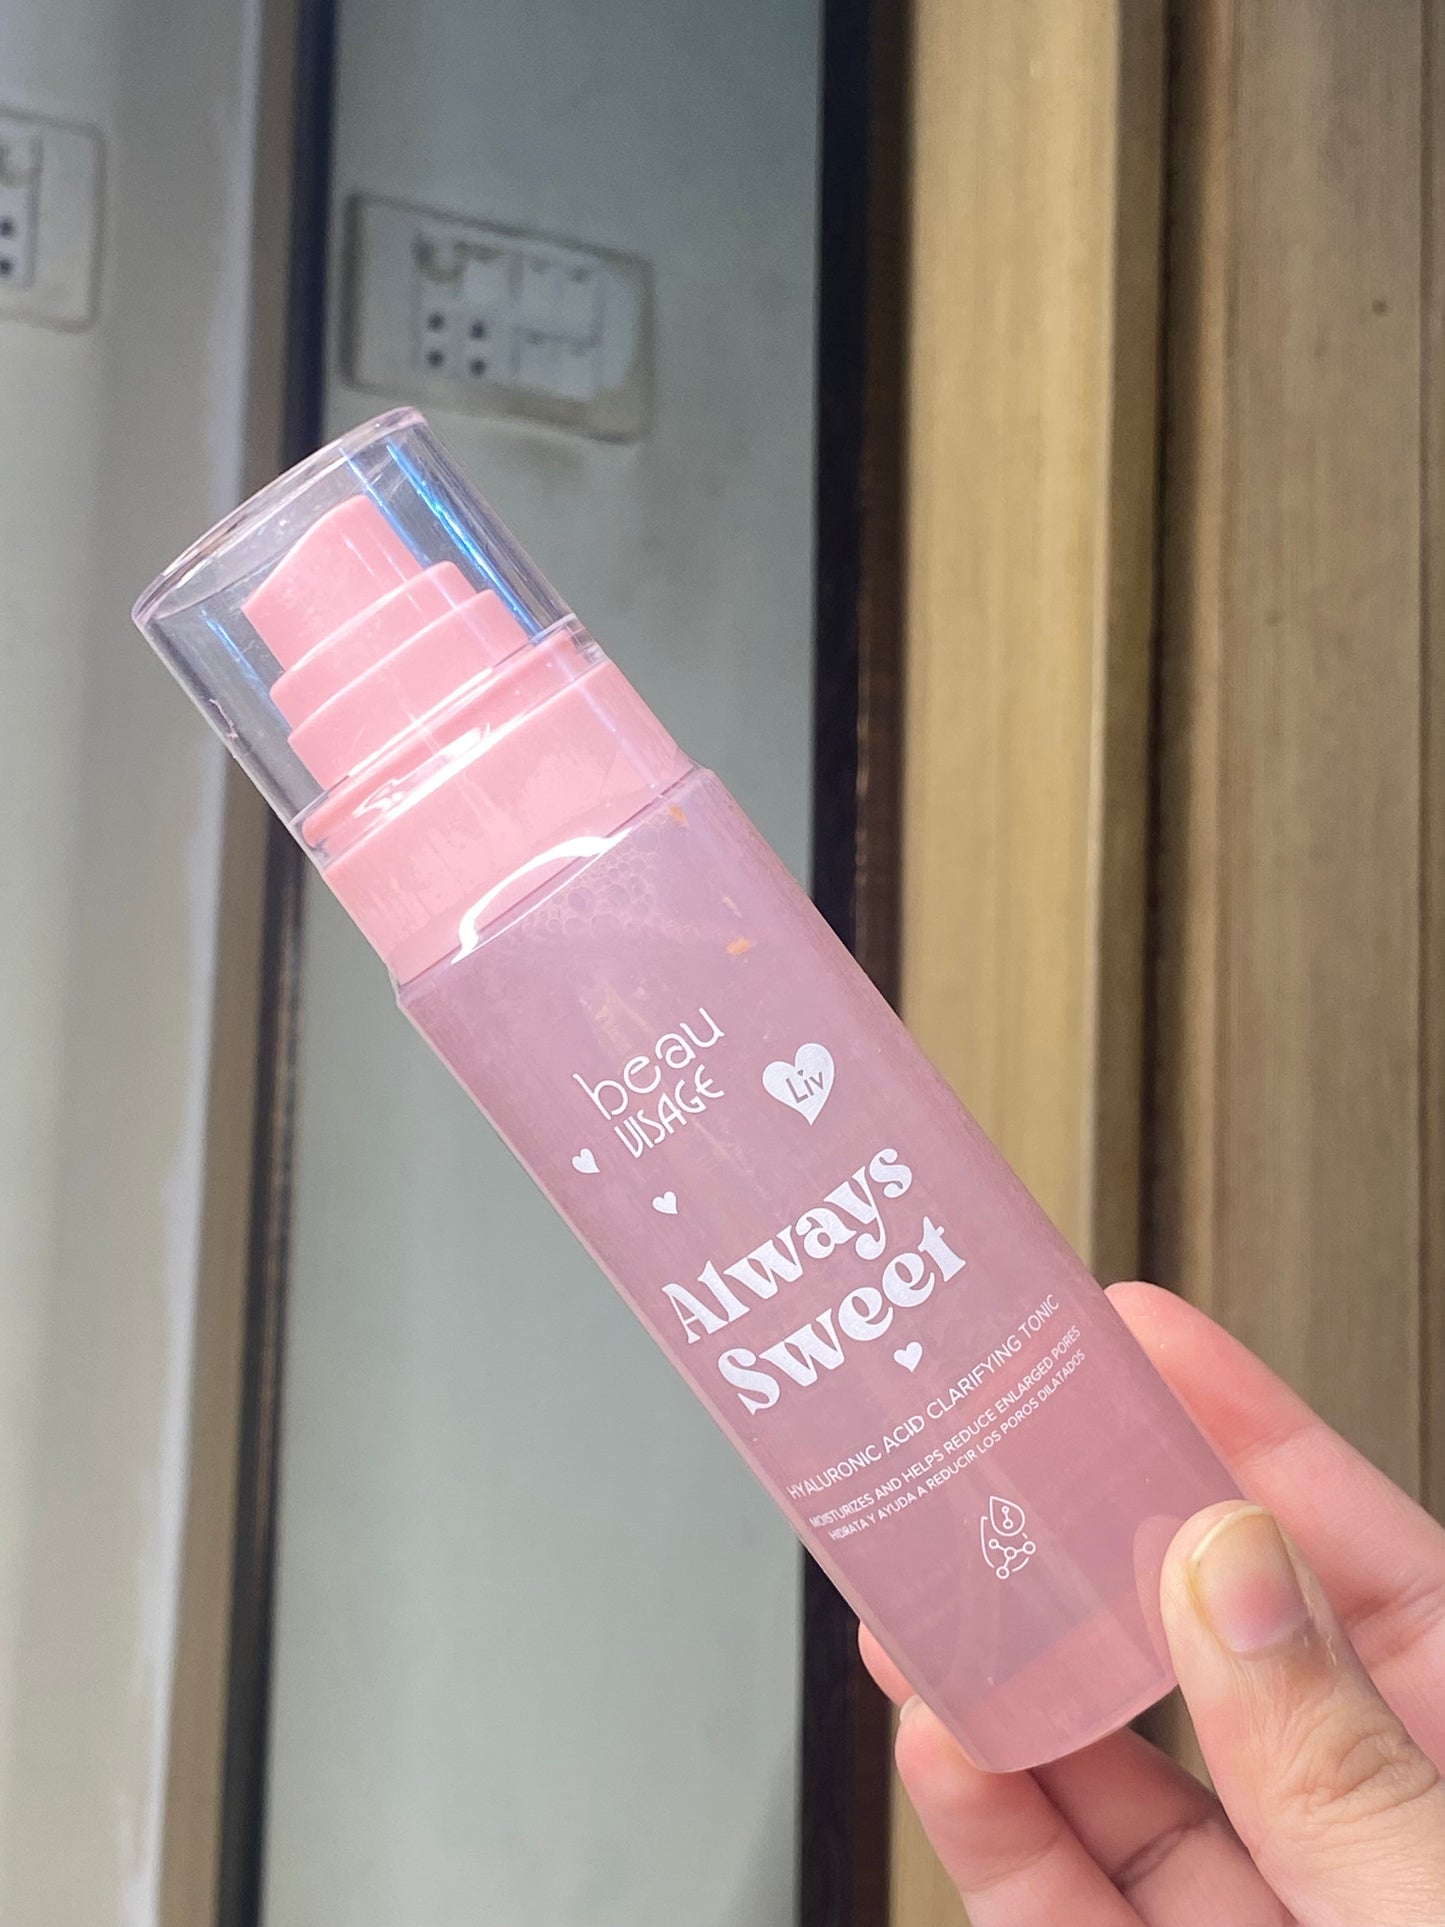 beau
VISAGE
Liv
Always
Sweet
HYALURONIC ACID CLARIFYING TONIC
MOISTURIZES AND HELPS REDUCE ENLARGED PORES
HIDRATA Y AYUDA A REDUCIR LOS POROS DILATADOS